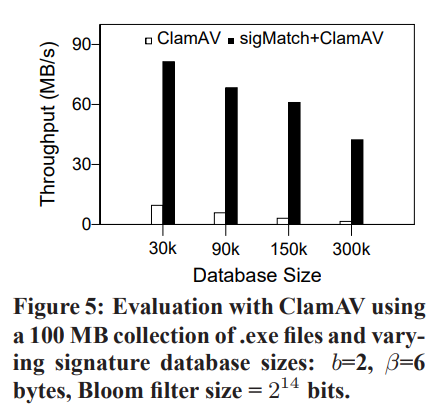 □ ClamAV ■ sigMatch+ClamAV
Throughput (MB/s)
90
60
30
0
30k 90k 150k 300k
Database Size
Figure 5: Evaluation with ClamAV using
a 100 MB collection of .exe files and vary-
ing signature database sizes: b=2, β=6
bytes, Bloom filter size = 2¹⁴ bits.